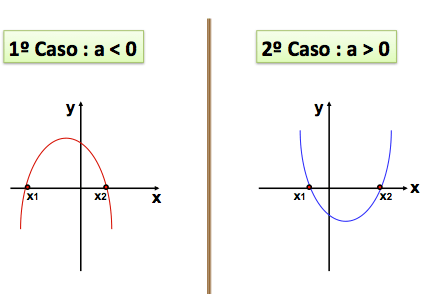 1º Caso : a < 0
y
x1
x2
x
2º Caso : a > 0
y
x1
x2
x